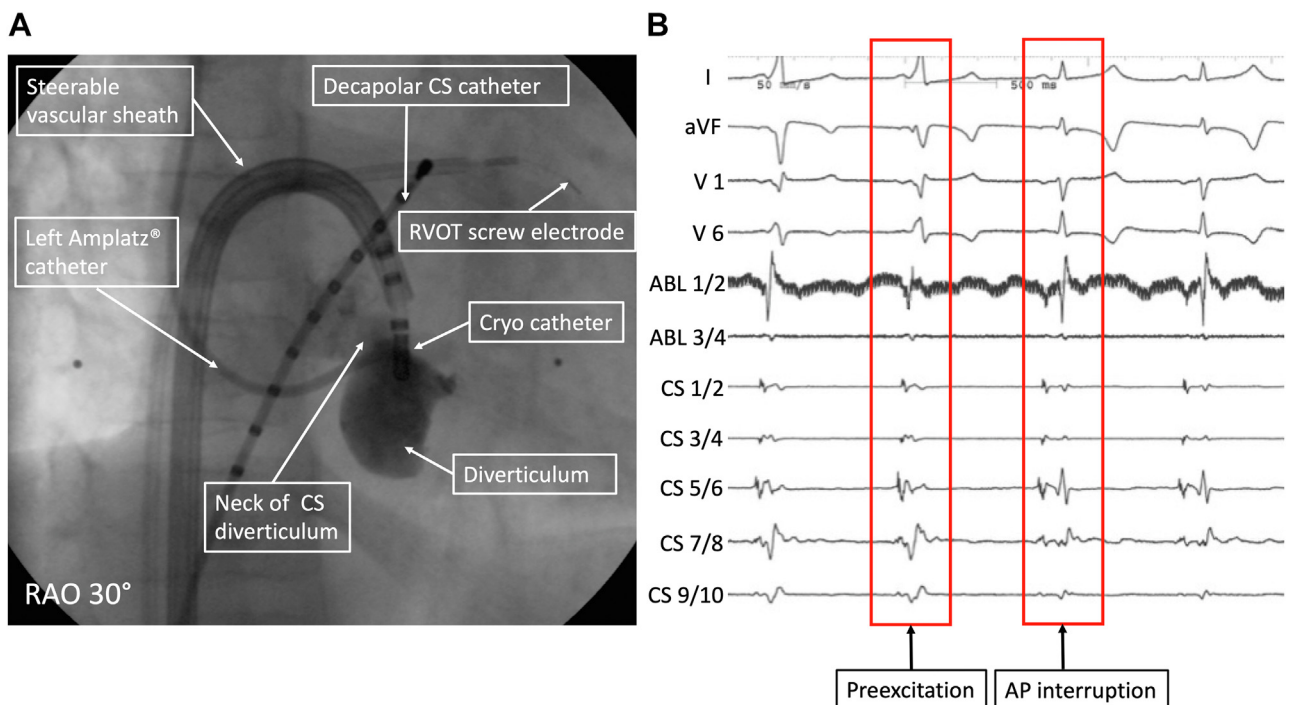 A
Steerable
vascular sheath
Decapolar CS catheter
Left Amplatz®
catheter
RVOT screw electrode
Cryo catheter
Diverticulum
Neck of CS
diverticulum
RAO 30°
B
I
50 mm/s
500 ms
aVF
V 1
V 6
ABL 1/2
ABL 3/4
CS 1/2
CS 3/4
CS 5/6
CS 7/8
CS 9/10
Preexcitation
AP interruption